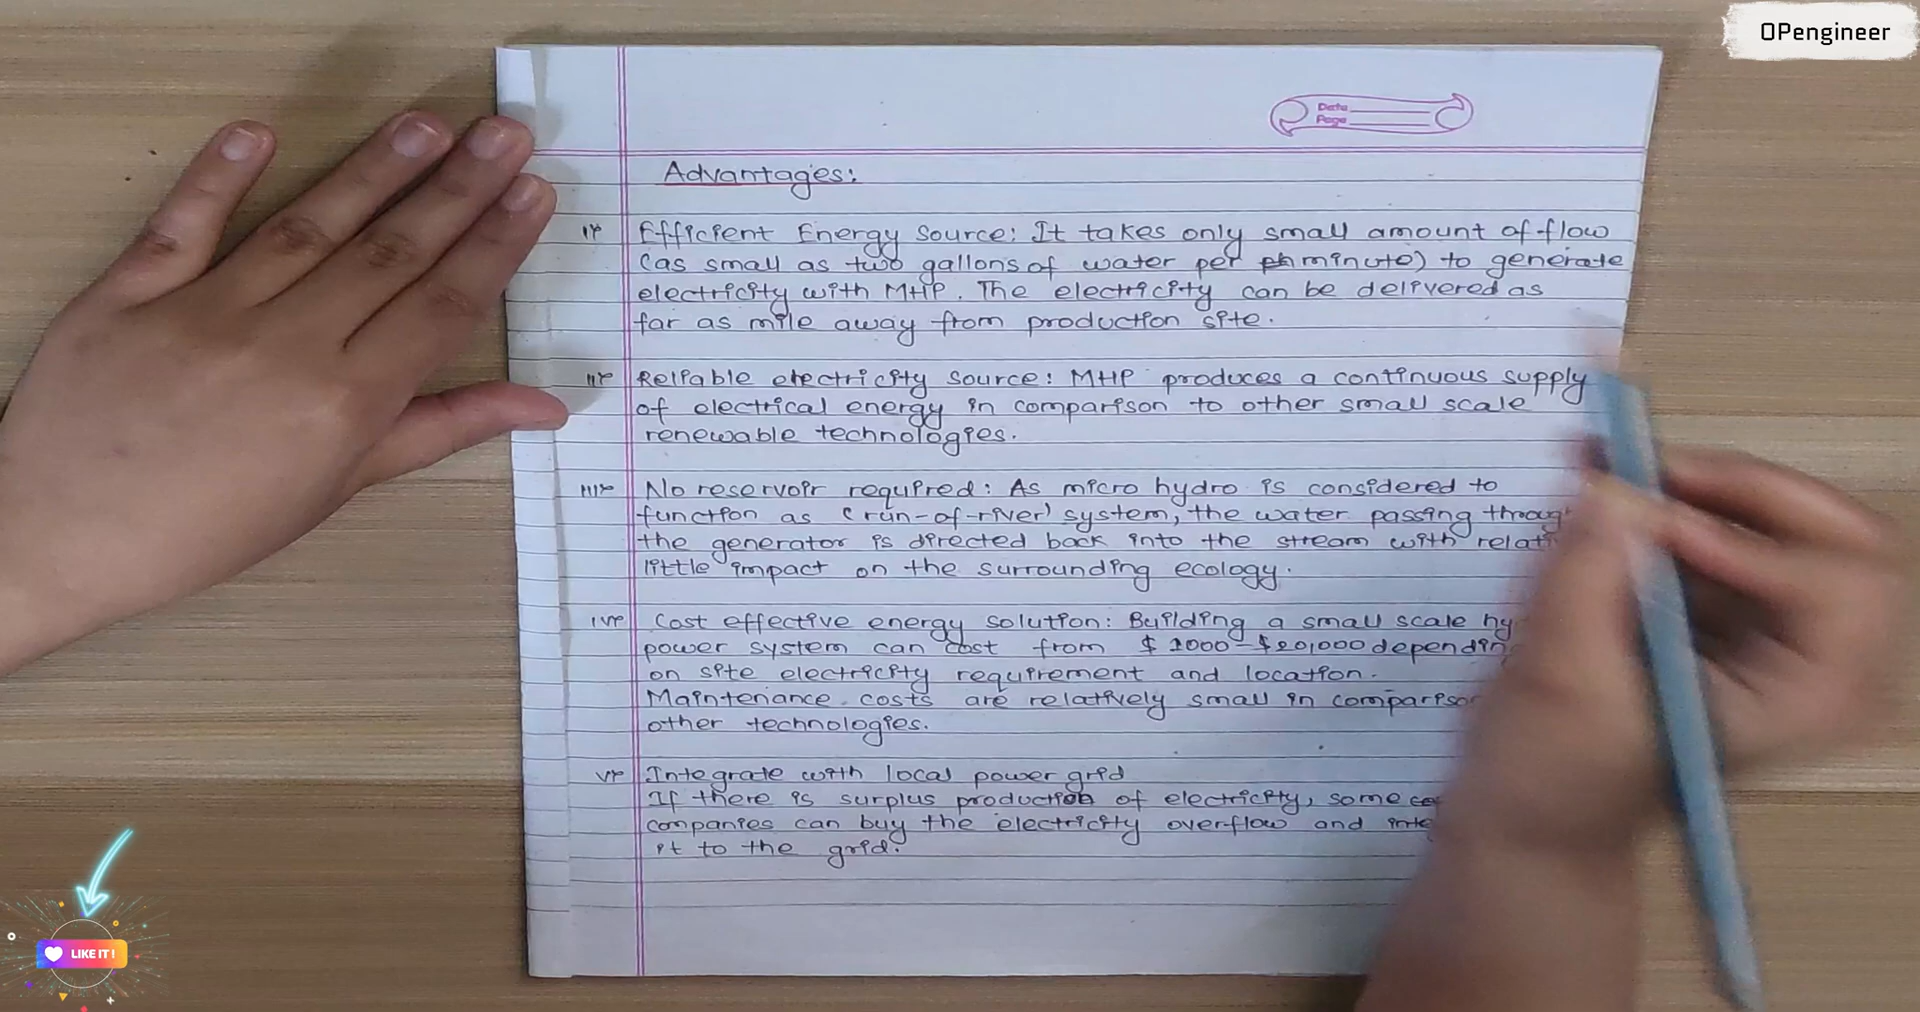 OPengineer
Date
Page
Advantages:
i) Efficient Energy Source: It takes only small amount of flow
(as small as two gallons of water per minute) to generate
electricity with MHP. The electricity can be delivered as
far as mile away from production site.
ii) Reliable electricity source: MHP produces a continuous supply
of electrical energy in comparison to other small scale
renewable technologies.
iii) No reservoir required: As micro hydro is considered to
function as 'run-of-river' system, the water passing throug
the generator is directed back into the stream with relat
little impact on the surrounding ecology.
iv) Cost effective energy solution: Building a small scale hy
power system can cost from $1000-$20,000 dependin
on site electricity requirement and location.
Maintenance costs are relatively small in comparison
other technologies.
v) Integrate with local power grid
If there is surplus production of electricity, some
companies can buy the electricity overflow and inte
it to the grid.
LIKE IT!